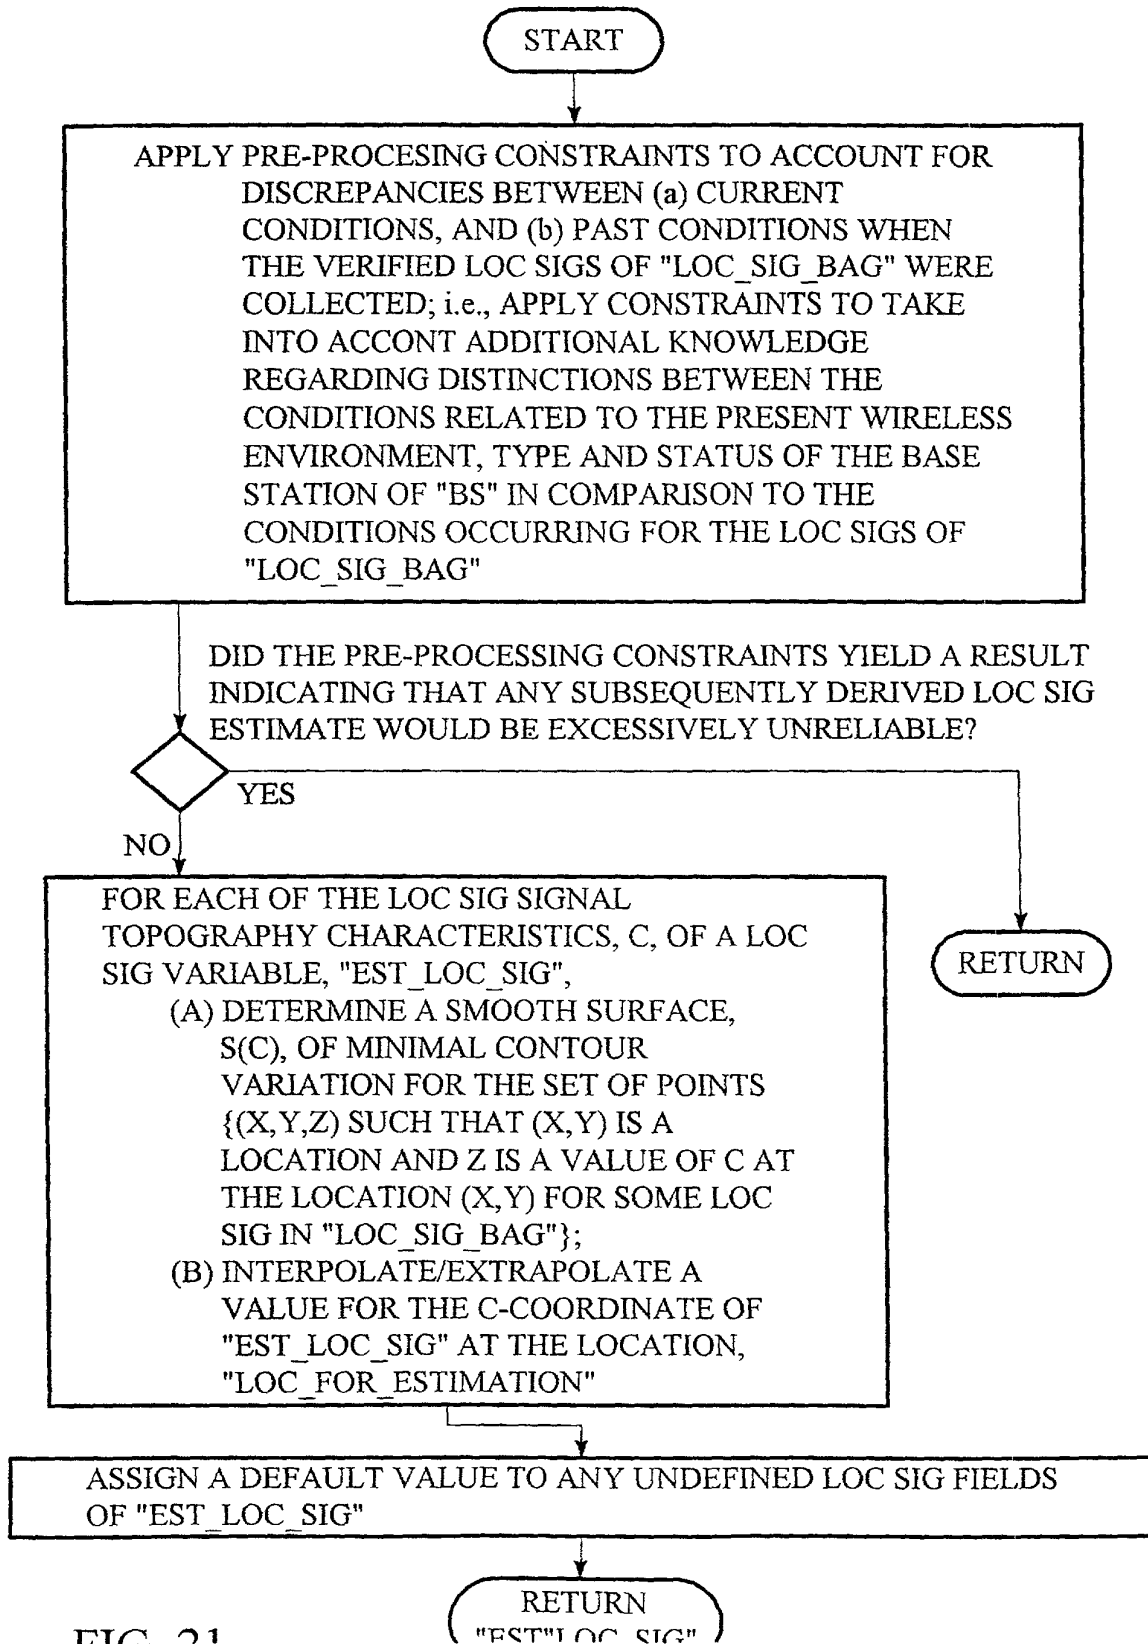 START
APPLY PRE-PROCESING CONSTRAINTS TO ACCOUNT FOR
DISCREPANCIES BETWEEN (a) CURRENT
CONDITIONS, AND (b) PAST CONDITIONS WHEN
THE VERIFIED LOC SIGS OF "LOC_SIG_BAG" WERE
COLLECTED; i.e., APPLY CONSTRAINTS TO TAKE
INTO ACCONT ADDITIONAL KNOWLEDGE
REGARDING DISTINCTIONS BETWEEN THE
CONDITIONS RELATED TO THE PRESENT WIRELESS
ENVIRONMENT, TYPE AND STATUS OF THE BASE
STATION OF "BS" IN COMPARISON TO THE
CONDITIONS OCCURRING FOR THE LOC SIGS OF
"LOC_SIG_BAG"
DID THE PRE-PROCESSING CONSTRAINTS YIELD A RESULT
INDICATING THAT ANY SUBSEQUENTLY DERIVED LOC SIG
ESTIMATE WOULD BE EXCESSIVELY UNRELIABLE?
YES
NO
FOR EACH OF THE LOC SIG SIGNAL
TOPOGRAPHY CHARACTERISTICS, C, OF A LOC
SIG VARIABLE, "EST_LOC_SIG",
(A) DETERMINE A SMOOTH SURFACE,
S(C), OF MINIMAL CONTOUR
VARIATION FOR THE SET OF POINTS
{(X,Y,Z) SUCH THAT (X,Y) IS A
LOCATION AND Z IS A VALUE OF C AT
THE LOCATION (X,Y) FOR SOME LOC
SIG IN "LOC_SIG_BAG"};
(B) INTERPOLATE/EXTRAPOLATE A
VALUE FOR THE C-COORDINATE OF
"EST_LOC_SIG" AT THE LOCATION,
"LOC_FOR_ESTIMATION"
RETURN
ASSIGN A DEFAULT VALUE TO ANY UNDEFINED LOC SIG FIELDS
OF "EST_LOC_SIG"
RETURN
"EST"LOC_SIG"
FIG. 21